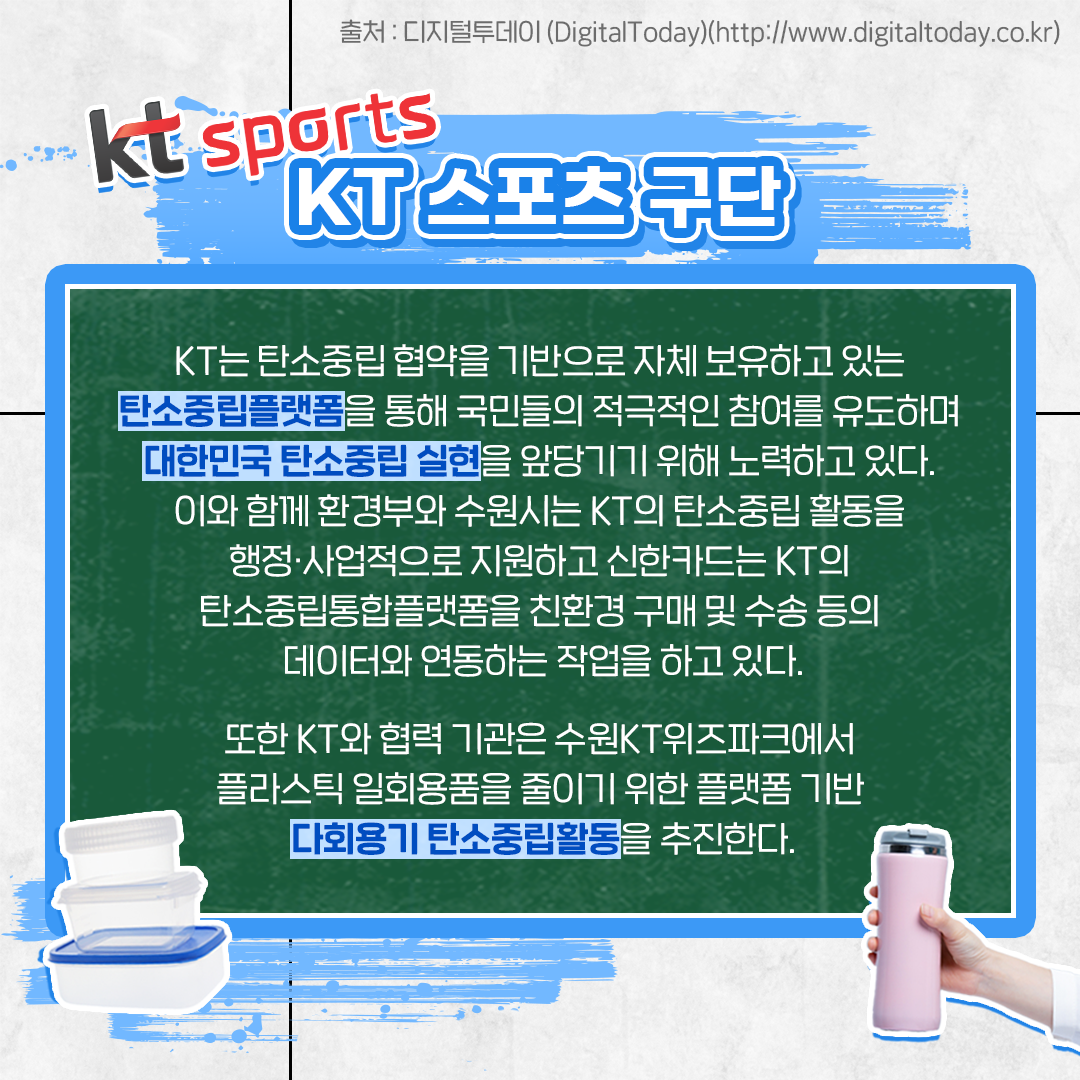 출처 : 디지털투데이 (DigitalToday)(http://www.digitaltoday.co.kr)
kt sports
KT 스포츠 구단
KT는 탄소중립 협약을 기반으로 자체 보유하고 있는
탄소중립플랫폼을 통해 국민들의 적극적인 참여를 유도하며
대한민국 탄소중립 실현을 앞당기기 위해 노력하고 있다.
이와 함께 환경부와 수원시는 KT의 탄소중립 활동을
행정·사업적으로 지원하고 신한카드는 KT의
탄소중립통합플랫폼을 친환경 구매 및 수송 등의
데이터와 연동하는 작업을 하고 있다.
또한 KT와 협력 기관은 수원KT위즈파크에서
플라스틱 일회용품을 줄이기 위한 플랫폼 기반
다회용기 탄소중립활동을 추진한다.